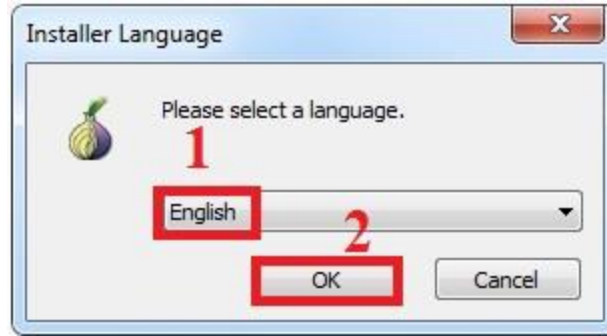 Installer Language
Please select a language.
1
English
2
OK Cancel